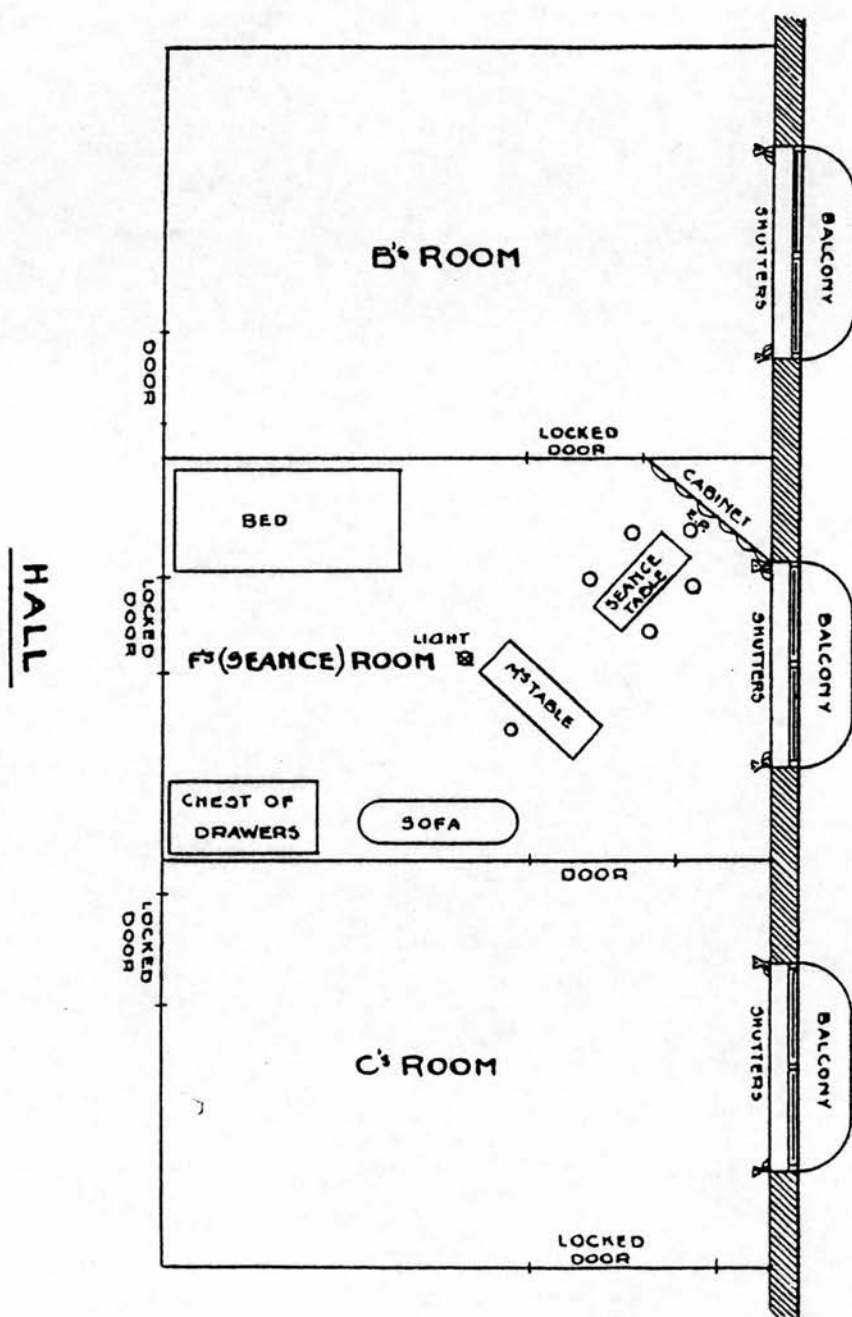 BALCONY
SHUTTERS
B's ROOM
DOOR
LOCKED
DOOR
CABINET
E.P.
BED
SEANCE
TABLE
BALCONY
SHUTTERS
LOCKED
DOOR
LIGHT
F's (SEANCE) ROOM
M's TABLE
HALL
CHEST OF
DRAWERS
SOFA
DOOR
LOCKED
DOOR
BALCONY
SHUTTERS
C's ROOM
LOCKED
DOOR